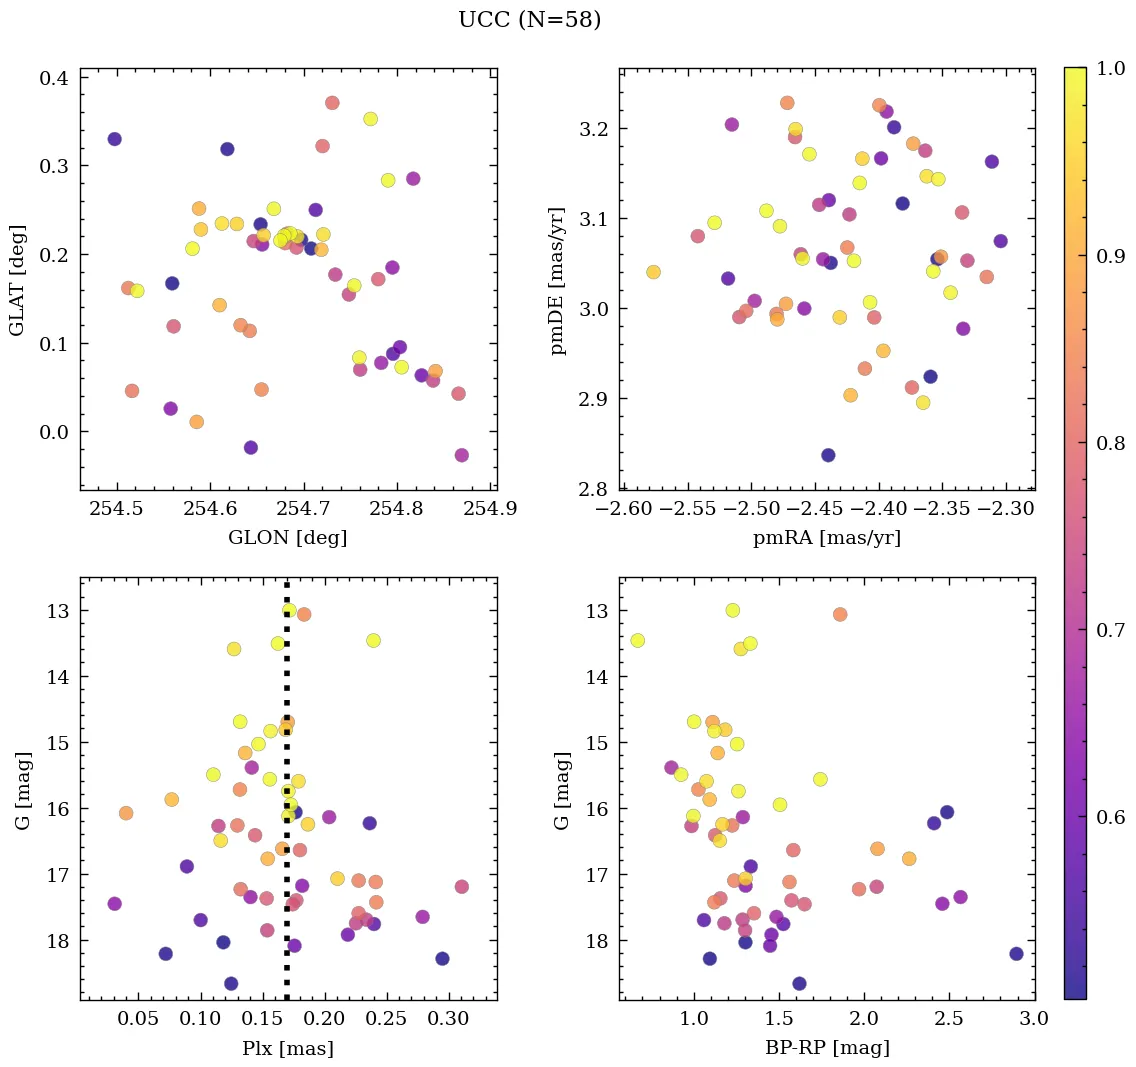 UCC (N=58)
0.4
0.3
0.2
0.1
0.0
GLAT [deg]
254.5 254.6 254.7 254.8 254.9
GLON [deg]
3.2
3.1
3.0
2.9
2.8
pmDE [mas/yr]
−2.60 −2.55 −2.50 −2.45 −2.40 −2.35 −2.30
pmRA [mas/yr]
1.0
0.9
0.8
0.7
0.6
13
14
15
16
17
18
G [mag]
0.05 0.10 0.15 0.20 0.25 0.30
Plx [mas]
13
14
15
16
17
18
G [mag]
1.0 1.5 2.0 2.5 3.0
BP-RP [mag]